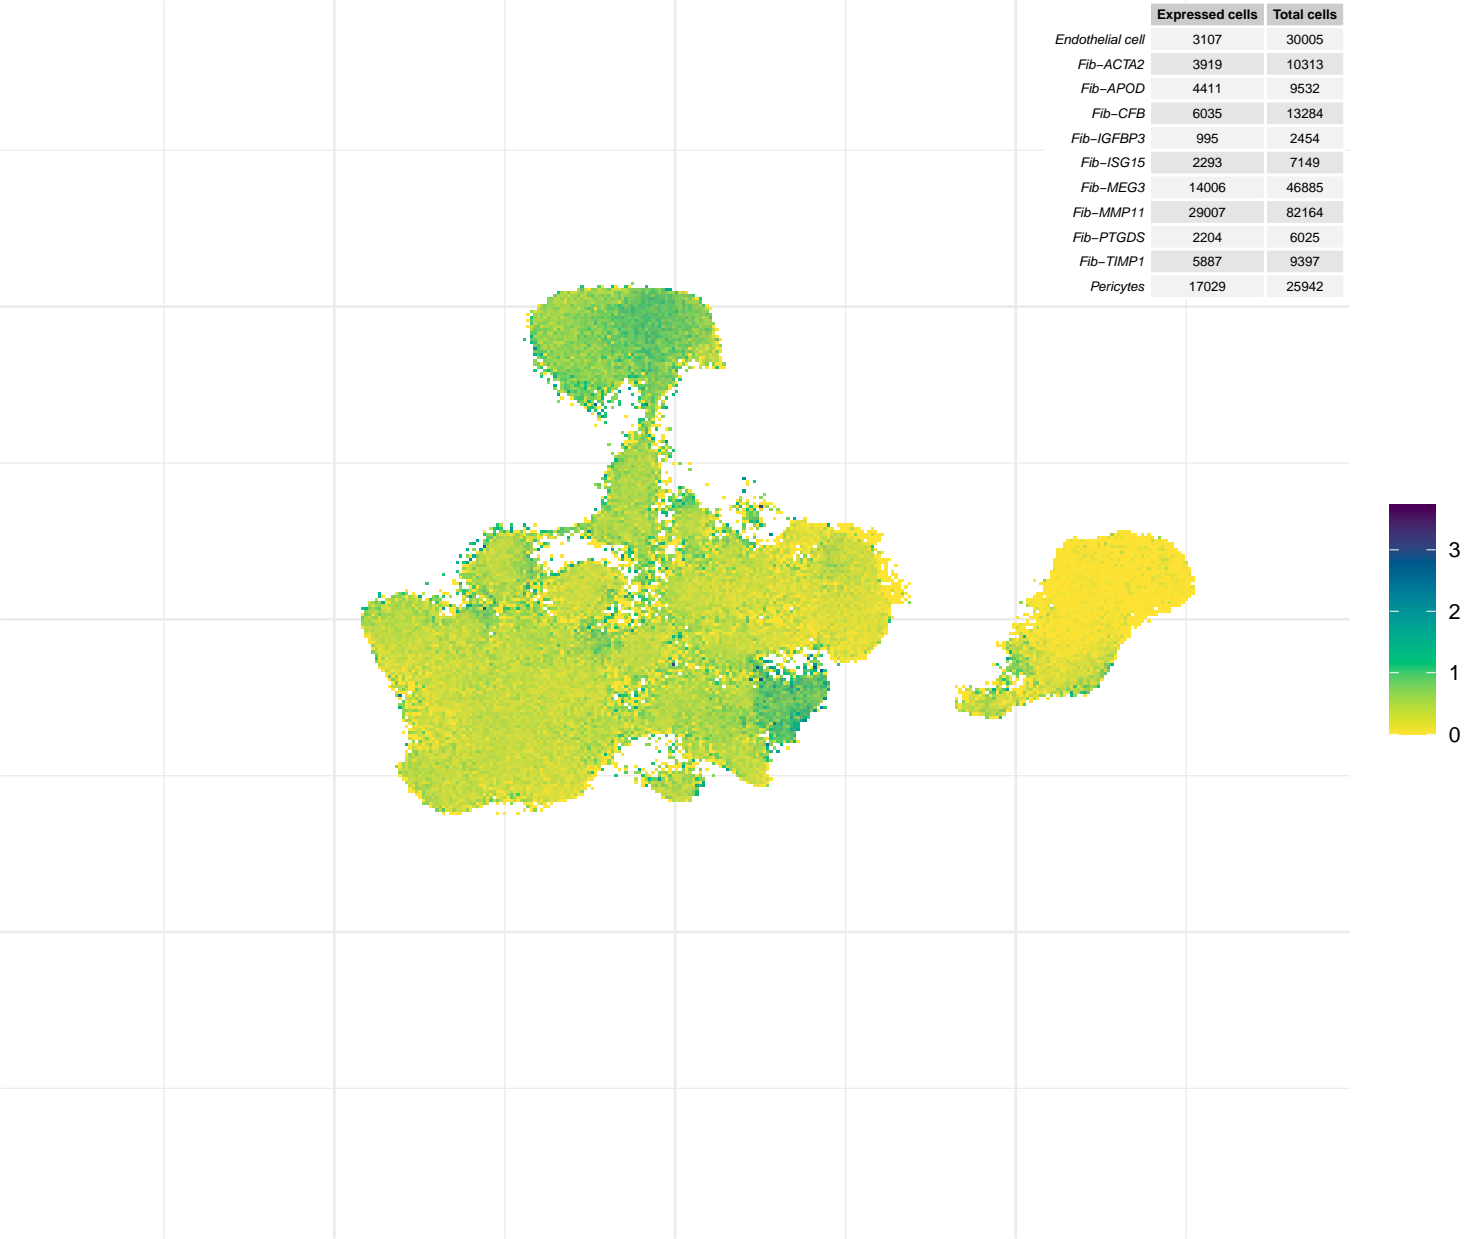 Expressed cells Total cells
Endothelial cell 3107 30005
Fib−ACTA2 3919 10313
Fib−APOD 4411 9532
Fib−CFB 6035 13284
Fib−IGFBP3 995 2454
Fib−ISG15 2293 7149
Fib−MEG3 14006 46885
Fib−MMP11 29007 82164
Fib−PTGDS 2204 6025
Fib−TIMP1 5887 9397
Pericytes 17029 25942
3
2
1
0